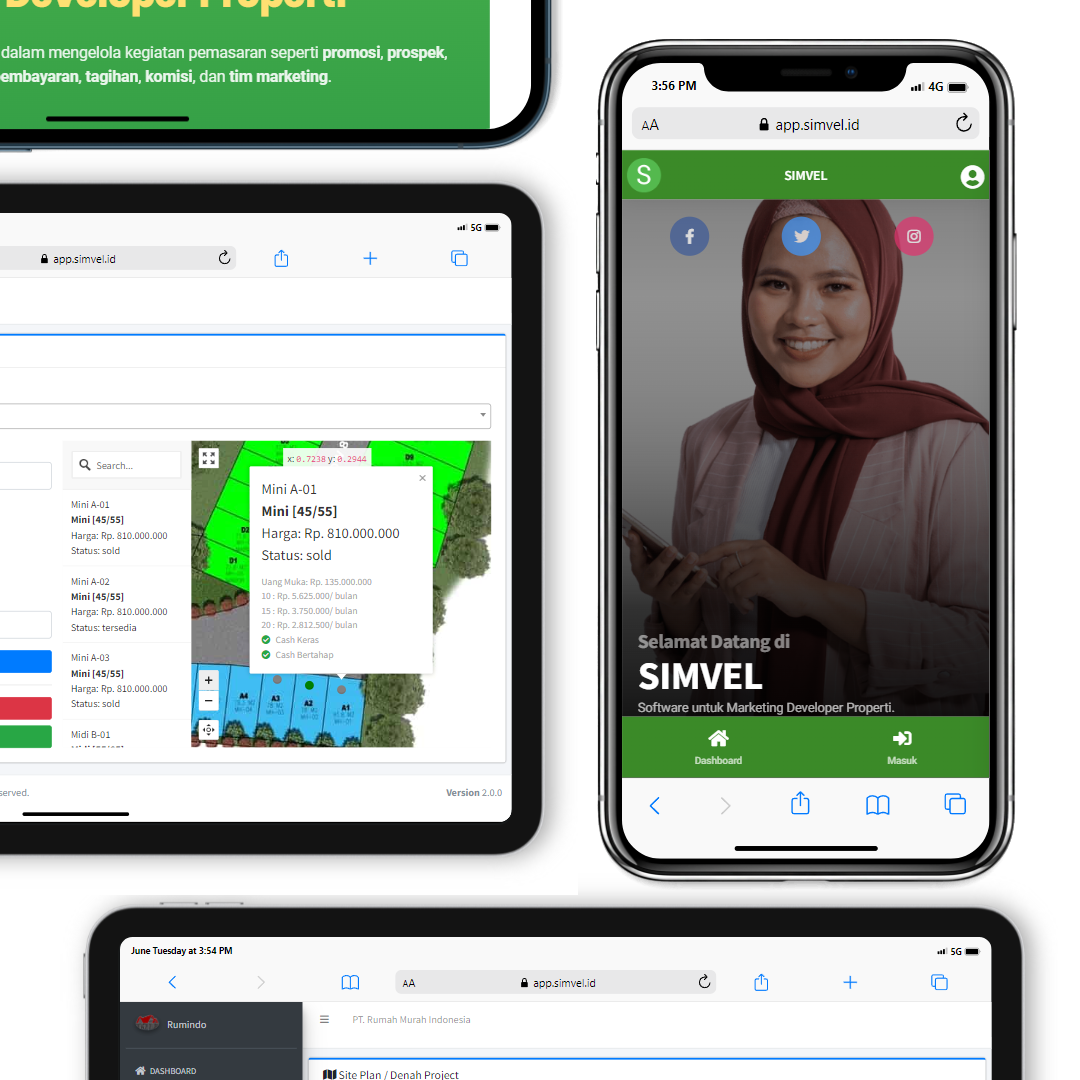 Developer Properti
dalam mengelola kegiatan pemasaran seperti promosi, prospek,
embayaran, tagihan, komisi, dan tim marketing.
5G
app.simvel.id
Search...
Mini A-01
Mini [45/55]
Harga: Rp. 810.000.000
Status: sold
Mini A-02
Mini [45/55]
Harga: Rp. 810.000.000
Status: tersedia
Mini A-03
Mini [45/55]
Harga: Rp. 810.000.000
Status: sold
Midi B-01
x: 0.7238 y: 0.2944
8
D9
D2
D1
×
Mini A-01
Mini [45/55]
Harga: Rp. 810.000.000
Status: sold
Uang Muka: Rp. 135.000.000
10 : Rp. 5.625.000/ bulan
15 : Rp. 3.750.000/ bulan
20 : Rp. 2.812.500/ bulan
Cash Keras
Cash Bertahap
+
−
A4
A3
A2
A1
served.
Version 2.0.0
3:56 PM
4G
AA
app.simvel.id
S
SIMVEL
Selamat Datang di
SIMVEL
Software untuk Marketing Developer Properti.
Dashboard
Masuk
June Tuesday at 3:54 PM
5G
AA
app.simvel.id
Rumindo
PT. Rumah Murah Indonesia
DASHBOARD
Site Plan / Denah Project